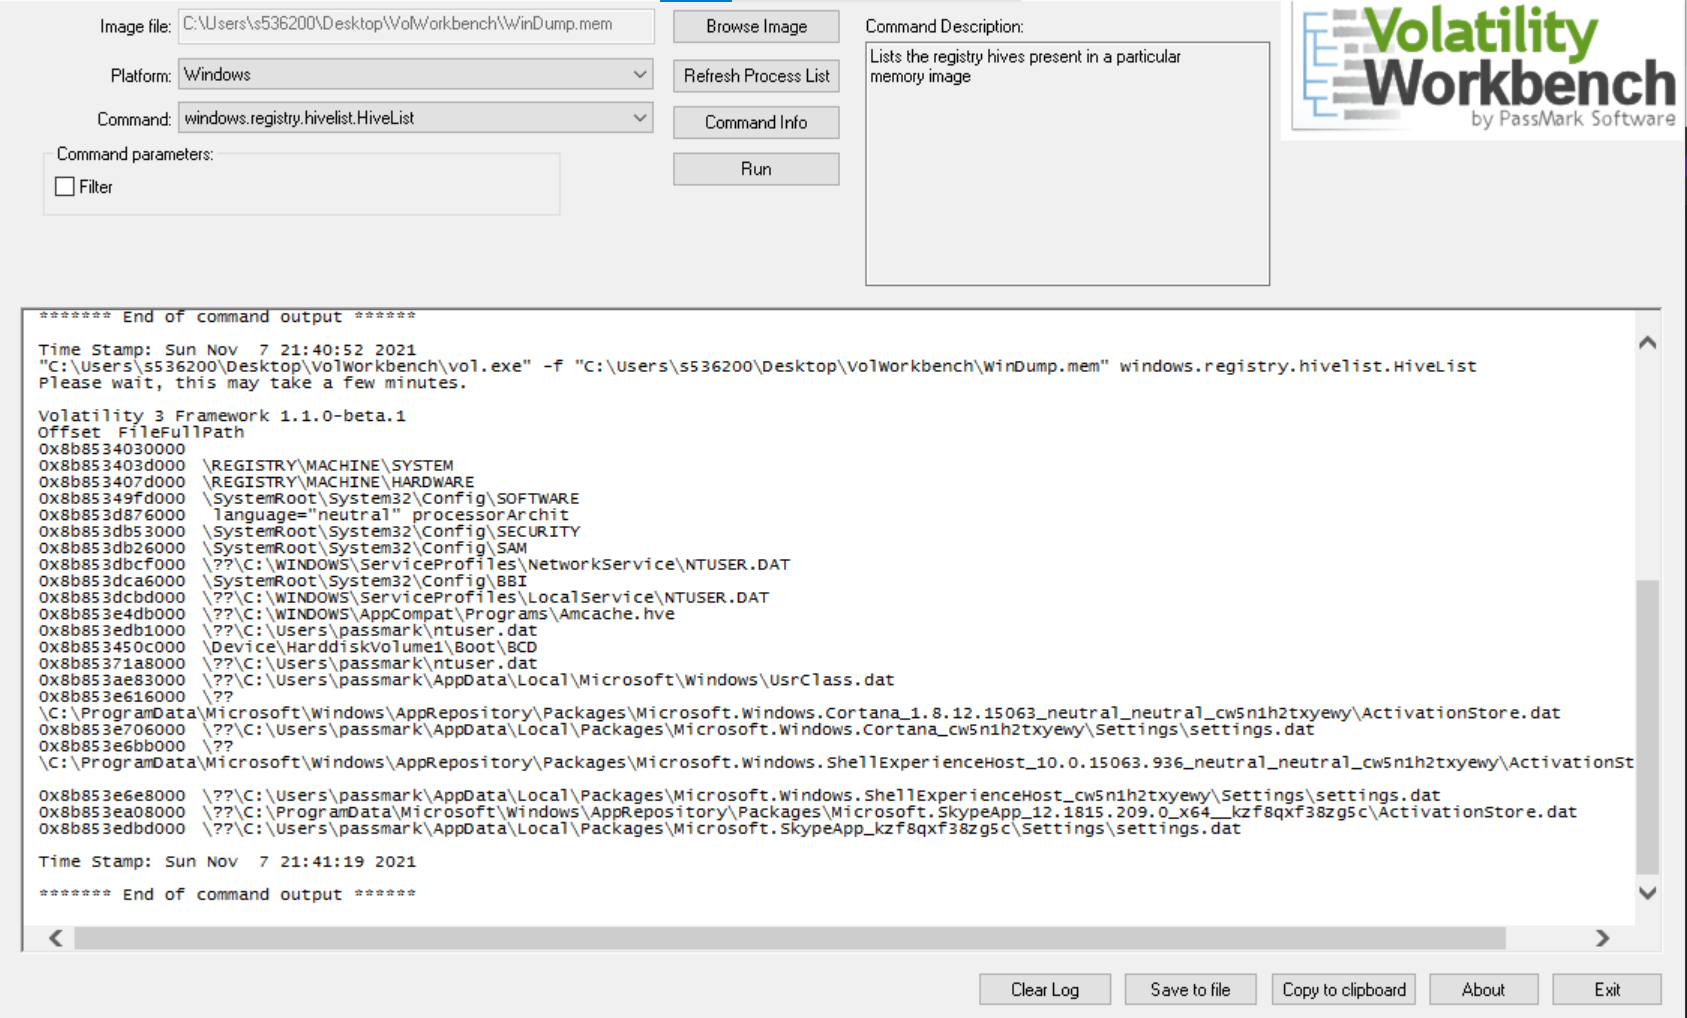 Image file: C:\Users\s536200\Desktop\VolWorkbench\WinDump.mem
Browse Image
Platform: Windows
Refresh Process List
Command: windows.registry.hivelist.HiveList
Command Info
Command parameters:
Filter
Run
Command Description:
Lists the registry hives present in a particular
memory image
Volatility
Workbench
by PassMark Software
******* End of command output ******
Time Stamp: Sun Nov  7 21:40:52 2021
"C:\Users\s536200\Desktop\VolWorkbench\vol.exe" -f "C:\Users\s536200\Desktop\VolWorkbench\WinDump.mem" windows.registry.hivelist.HiveList
Please wait, this may take a few minutes.
Volatility 3 Framework 1.1.0-beta.1
Offset  FileFullPath
0x8b8534030000
0x8b853403d000  \REGISTRY\MACHINE\SYSTEM
0x8b853407d000  \REGISTRY\MACHINE\HARDWARE
0x8b85349fd000  \SystemRoot\System32\Config\SOFTWARE
0x8b853d876000   language="neutral" processorArchit
0x8b853db53000  \SystemRoot\System32\Config\SECURITY
0x8b853db26000  \SystemRoot\System32\Config\SAM
0x8b853dbcf000  \??\C:\WINDOWS\ServiceProfiles\NetworkService\NTUSER.DAT
0x8b853dca6000  \SystemRoot\System32\Config\BBI
0x8b853dcbd000  \??\C:\WINDOWS\ServiceProfiles\LocalService\NTUSER.DAT
0x8b853e4db000  \??\C:\WINDOWS\AppCompat\Programs\Amcache.hve
0x8b853edb1000  \??\C:\Users\passmark\ntuser.dat
0x8b853450c000  \Device\HarddiskVolume1\Boot\BCD
0x8b85371a8000  \??\C:\Users\passmark\ntuser.dat
0x8b853ae83000  \??\C:\Users\passmark\AppData\Local\Microsoft\Windows\UsrClass.dat
0x8b853e616000  \??
\C:\ProgramData\Microsoft\Windows\AppRepository\Packages\Microsoft.Windows.Cortana_1.8.12.15063_neutral_neutral_cw5n1h2txyewy\ActivationStore.dat
0x8b853e706000  \??\C:\Users\passmark\AppData\Local\Packages\Microsoft.Windows.Cortana_cw5n1h2txyewy\Settings\settings.dat
0x8b853e6bb000  \??
\C:\ProgramData\Microsoft\Windows\AppRepository\Packages\Microsoft.Windows.ShellExperienceHost_10.0.15063.936_neutral_neutral_cw5n1h2txyewy\ActivationSt
0x8b853e6e8000  \??\C:\Users\passmark\AppData\Local\Packages\Microsoft.Windows.ShellExperienceHost_cw5n1h2txyewy\Settings\settings.dat
0x8b853ea08000  \??\C:\ProgramData\Microsoft\Windows\AppRepository\Packages\Microsoft.SkypeApp_12.1815.209.0_x64__kzf8qxf38zg5c\ActivationStore.dat
0x8b853edbd000  \??\C:\Users\passmark\AppData\Local\Packages\Microsoft.SkypeApp_kzf8qxf38zg5c\Settings\settings.dat
Time Stamp: Sun Nov  7 21:41:19 2021
******* End of command output ******
Clear Log
Save to file
Copy to clipboard
About
Exit